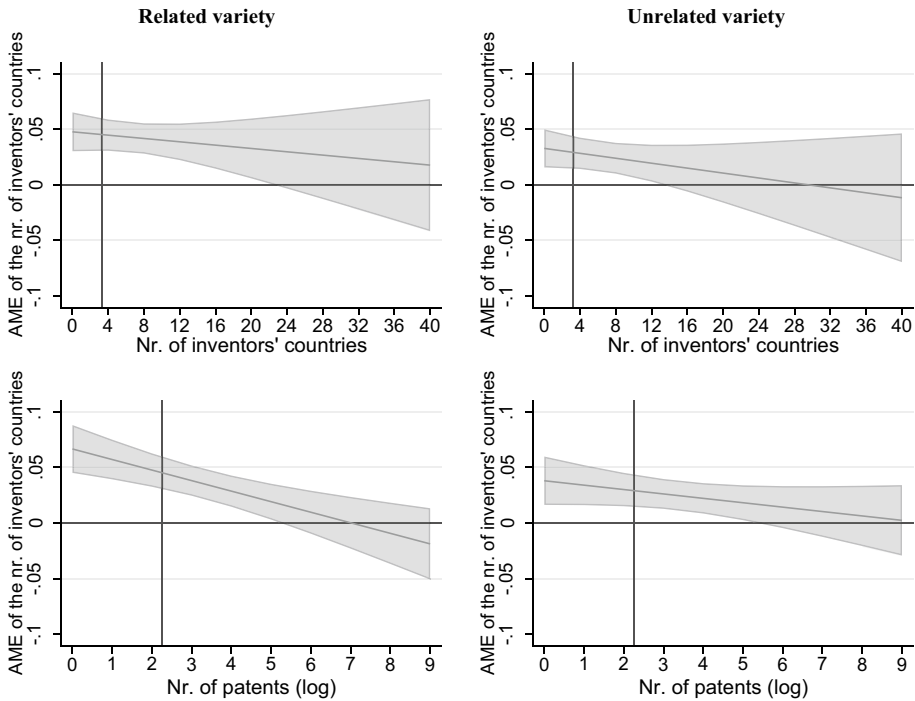 Related variety
Unrelated variety
AME of the nr. of inventors' countries
.1
.05
0
-.05
-.1
0 4 8 12 16 20 24 28 32 36 40
Nr. of inventors' countries
AME of the nr. of inventors' countries
.1
.05
0
-.05
-.1
0 4 8 12 16 20 24 28 32 36 40
Nr. of inventors' countries
AME of the nr. of inventors' countries
.1
.05
0
-.05
-.1
0 1 2 3 4 5 6 7 8 9
Nr. of patents (log)
AME of the nr. of inventors' countries
.1
.05
0
-.05
-.1
0 1 2 3 4 5 6 7 8 9
Nr. of patents (log)